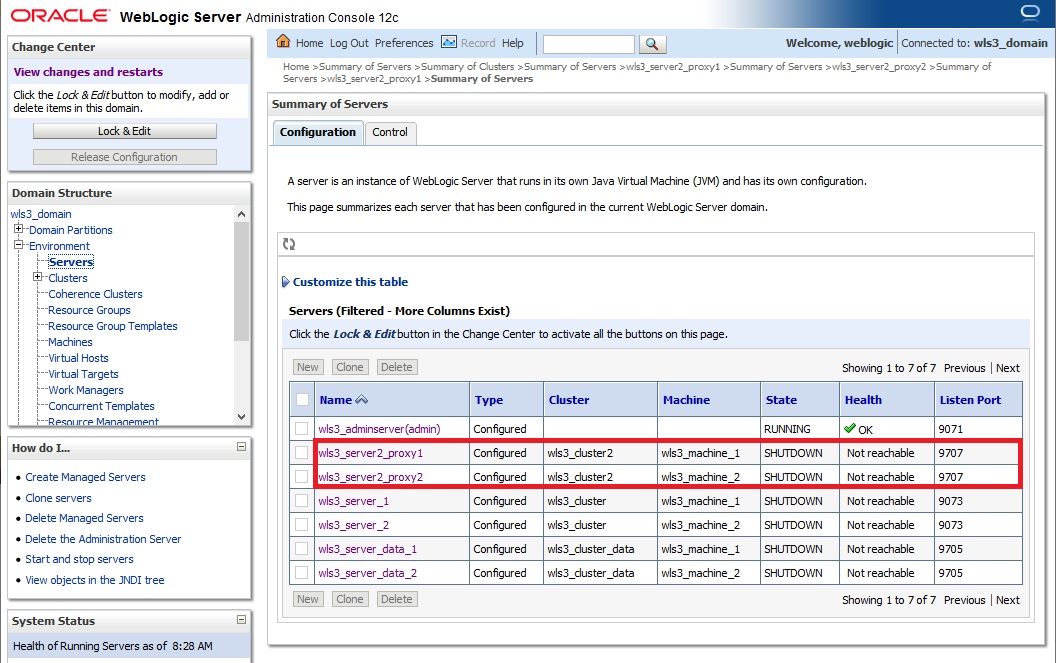 ORACLE® WebLogic Server Administration Console 12c
Change Center
View changes and restarts
Click the Lock & Edit button to modify, add or
delete items in this domain.
Lock & Edit
Release Configuration
Domain Structure
wls3_domain
Domain Partitions
Environment
Servers
Clusters
Coherence Clusters
Resource Groups
Resource Group Templates
Machines
Virtual Hosts
Virtual Targets
Work Managers
Concurrent Templates
Resource Management
How do I...
Create Managed Servers
Clone servers
Delete Managed Servers
Delete the Administration Server
Start and stop servers
View objects in the JNDI tree
System Status
Health of Running Servers as of 8:28 AM
Home Log Out Preferences Record Help
Welcome, weblogic Connected to: wls3_domain
Home >Summary of Servers >Summary of Clusters >Summary of Servers >wls3_server2_proxy1 >Summary of Servers >wls3_server2_proxy2 >Summary of
Servers >wls3_server2_proxy1 >Summary of Servers
Summary of Servers
Configuration Control
A server is an instance of WebLogic Server that runs in its own Java Virtual Machine (JVM) and has its own configuration.
This page summarizes each server that has been configured in the current WebLogic Server domain.
Customize this table
Servers (Filtered - More Columns Exist)
Click the Lock & Edit button in the Change Center to activate all the buttons on this page.
New Clone Delete Showing 1 to 7 of 7 Previous | Next
Name Type Cluster Machine State Health Listen Port
wls3_adminserver(admin) Configured RUNNING OK 9071
wls3_server2_proxy1 Configured wls3_cluster2 wls3_machine_1 SHUTDOWN Not reachable 9707
wls3_server2_proxy2 Configured wls3_cluster2 wls3_machine_2 SHUTDOWN Not reachable 9707
wls3_server_1 Configured wls3_cluster wls3_machine_1 SHUTDOWN Not reachable 9073
wls3_server_2 Configured wls3_cluster wls3_machine_2 SHUTDOWN Not reachable 9073
wls3_server_data_1 Configured wls3_cluster_data wls3_machine_1 SHUTDOWN Not reachable 9705
wls3_server_data_2 Configured wls3_cluster_data wls3_machine_2 SHUTDOWN Not reachable 9705
New Clone Delete Showing 1 to 7 of 7 Previous | Next